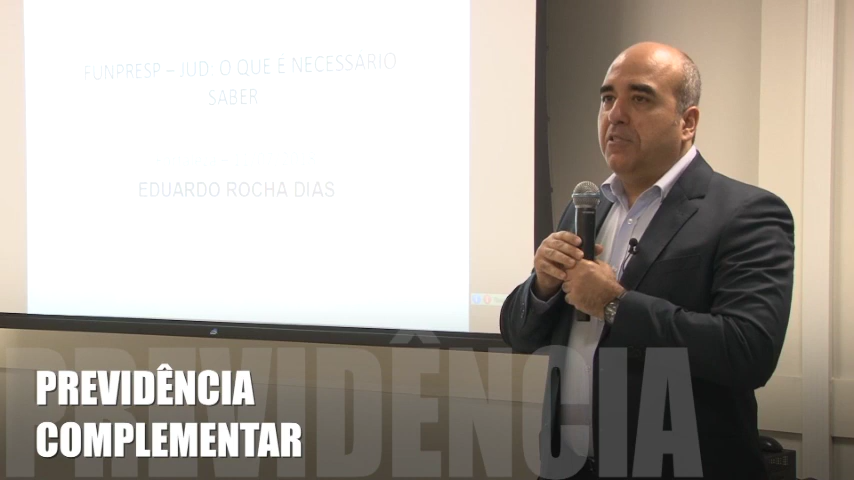 FUNPRESP – JUD: O QUE É NECESSÁRIO
SABER
EDUARDO ROCHA DIAS
PREVIDÊNCIA
PREVIDÊNCIA
COMPLEMENTAR